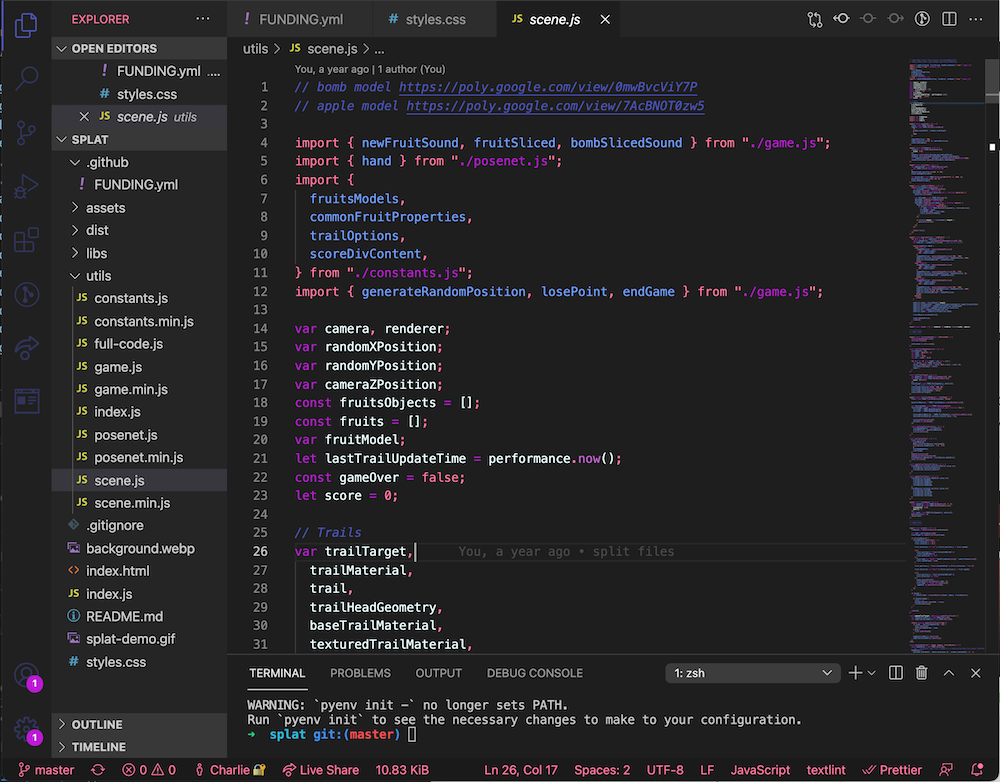 EXPLORER ...
OPEN EDITORS
! FUNDING.yml ....
# styles.css
JS scene.js utils
SPLAT
.github
! FUNDING.yml
assets
dist
libs
utils
JS constants.js
JS constants.min.js
JS full-code.js
JS game.js
JS game.min.js
JS index.js
JS posenet.js
JS posenet.min.js
JS scene.js
JS scene.min.js
.gitignore
background.webp
<> index.html
JS index.js
README.md
splat-demo.gif
# styles.css
OUTLINE
TIMELINE
1
1
! FUNDING.yml
# styles.css
JS scene.js
utils > JS scene.js > ...
You, a year ago | 1 author (You)
1 // bomb model https://poly.google.com/view/0mwBvcViY7P
2 // apple model https://poly.google.com/view/7AcBNOT0zw5
3
4 import { newFruitSound, fruitSliced, bombSlicedSound } from "./game.js";
5 import { hand } from "./posenet.js";
6 import {
7 fruitsModels,
8 commonFruitProperties,
9 trailOptions,
10 scoreDivContent,
11 } from "./constants.js";
12 import { generateRandomPosition, losePoint, endGame } from "./game.js";
13
14 var camera, renderer;
15 var randomXPosition;
16 var randomYPosition;
17 var cameraZPosition;
18 const fruitsObjects = [];
19 const fruits = [];
20 var fruitModel;
21 let lastTrailUpdateTime = performance.now();
22 const gameOver = false;
23 let score = 0;
24
25 // Trails
26 var trailTarget, You, a year ago • split files
27 trailMaterial,
28 trail,
29 trailHeadGeometry,
30 baseTrailMaterial,
31 texturedTrailMaterial,
TERMINAL PROBLEMS OUTPUT DEBUG CONSOLE 1: zsh
WARNING: `pyenv init -` no longer sets PATH.
Run `pyenv init` to see the necessary changes to make to your configuration.
→ splat git:(master)
master 0 0 Charlie Live Share 10.83 KiB Ln 26, Col 17 Spaces: 2 UTF-8 LF JavaScript textlint Prettier